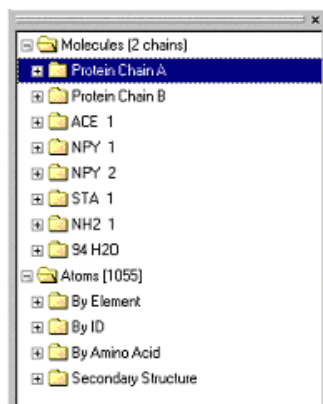 Molecules (2 chains)
Protein Chain A
Protein Chain B
ACE 1
NPY 1
NPY 2
STA 1
NH2 1
94 H2O
Atoms (1055)
By Element
By ID
By Amino Acid
Secondary Structure